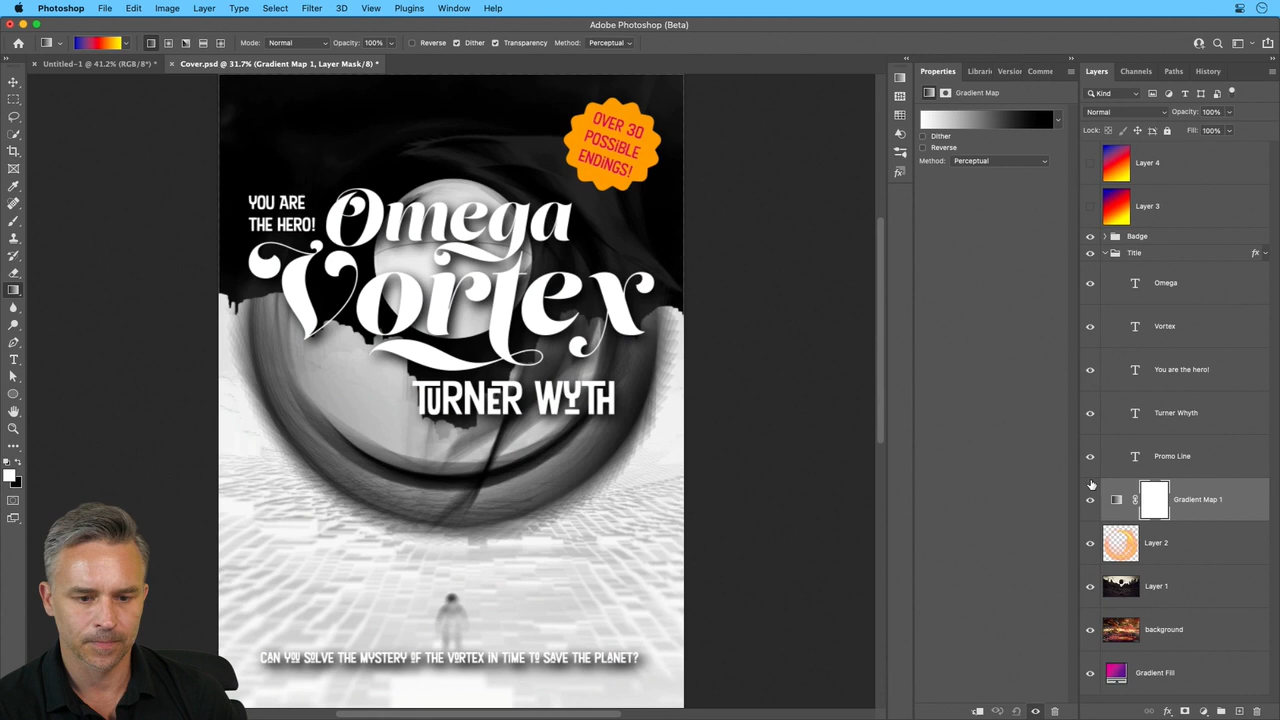 Photoshop File Edit Image Layer Type Select Filter 3D View Plugins Window Help
Adobe Photoshop (Beta)
Mode: Normal Opacity: 100% Reverse Dither Transparency Method: Perceptual
Untitled-1 @ 41.2% (RGB/8*) *
Cover.psd @ 31.7% (Gradient Map 1, Layer Mask/8) *
OVER 30
POSSIBLE
ENDINGS!
YOU ARE
THE HERO!
Omega
Vortex
TURNER WYTH
CAN YOU SOLVE THE MYSTERY OF THE VORTEX IN TIME TO SAVE THE PLANET?
Properties Librari Version Comme
Gradient Map
Dither
Reverse
Method: Perceptual
Layers Channels Paths History
Kind
Normal Opacity: 100%
Lock: Fill: 100%
Layer 4
Layer 3
Badge
Title fx
T Omega
T Vortex
T You are the hero!
T Turner Whyth
T Promo Line
Gradient Map 1
Layer 2
Layer 1
background
Gradient Fill